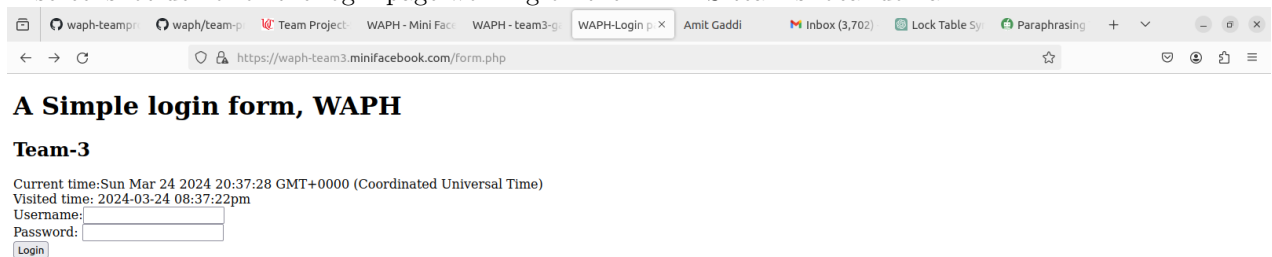 waph-teampr
waph/team-p
Team Project-
WAPH - Mini Face
WAPH - team3-g
WAPH-Login p
Amit Gaddi
Inbox (3,702)
Lock Table Sy
Paraphrasing
https://waph-team3.minifacebook.com/form.php
A Simple login form, WAPH
Team-3
Current time:Sun Mar 24 2024 20:37:28 GMT+0000 (Coordinated Universal Time)
Visited time: 2024-03-24 08:37:22pm
Username:
Password:
Login